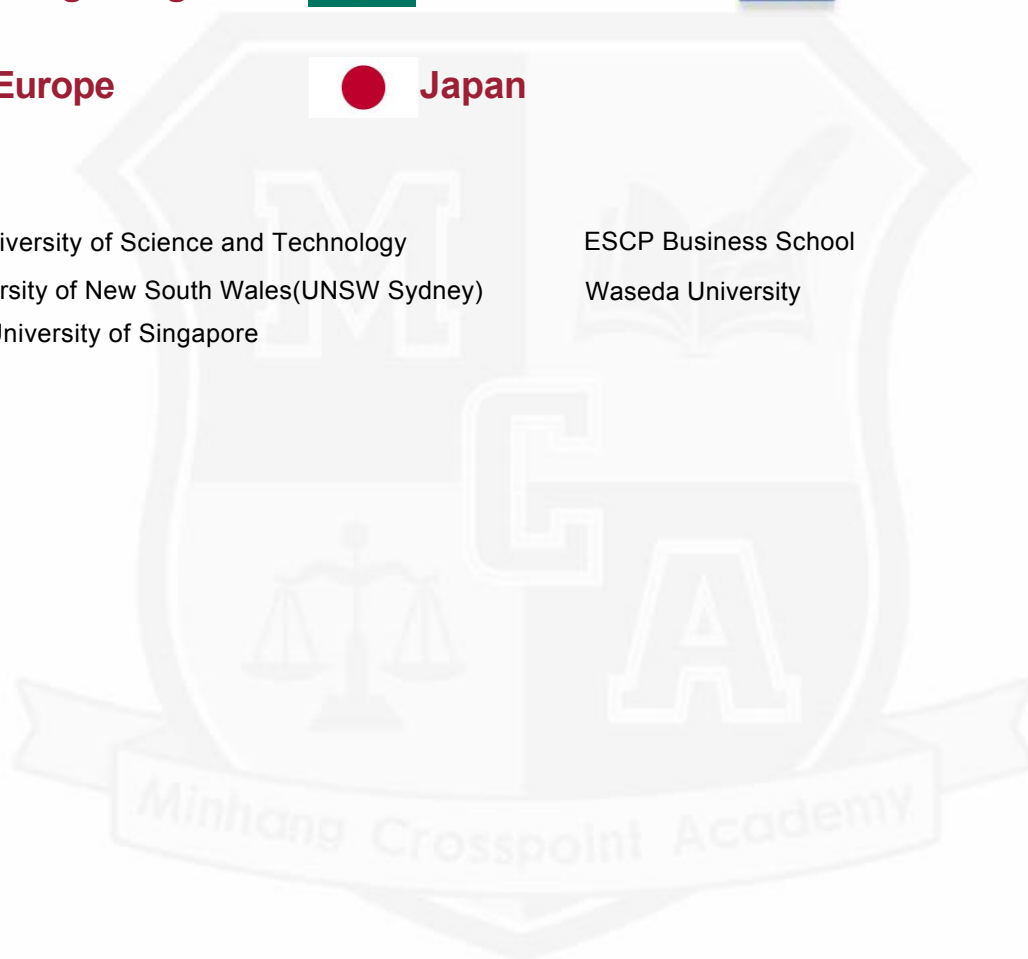 Europe
Japan
iversity of Science and Technology
ESCP Business School
rsity of New South Wales(UNSW Sydney)
Waseda University
University of Singapore
M
C
A
Minhang Crosspoint Academy